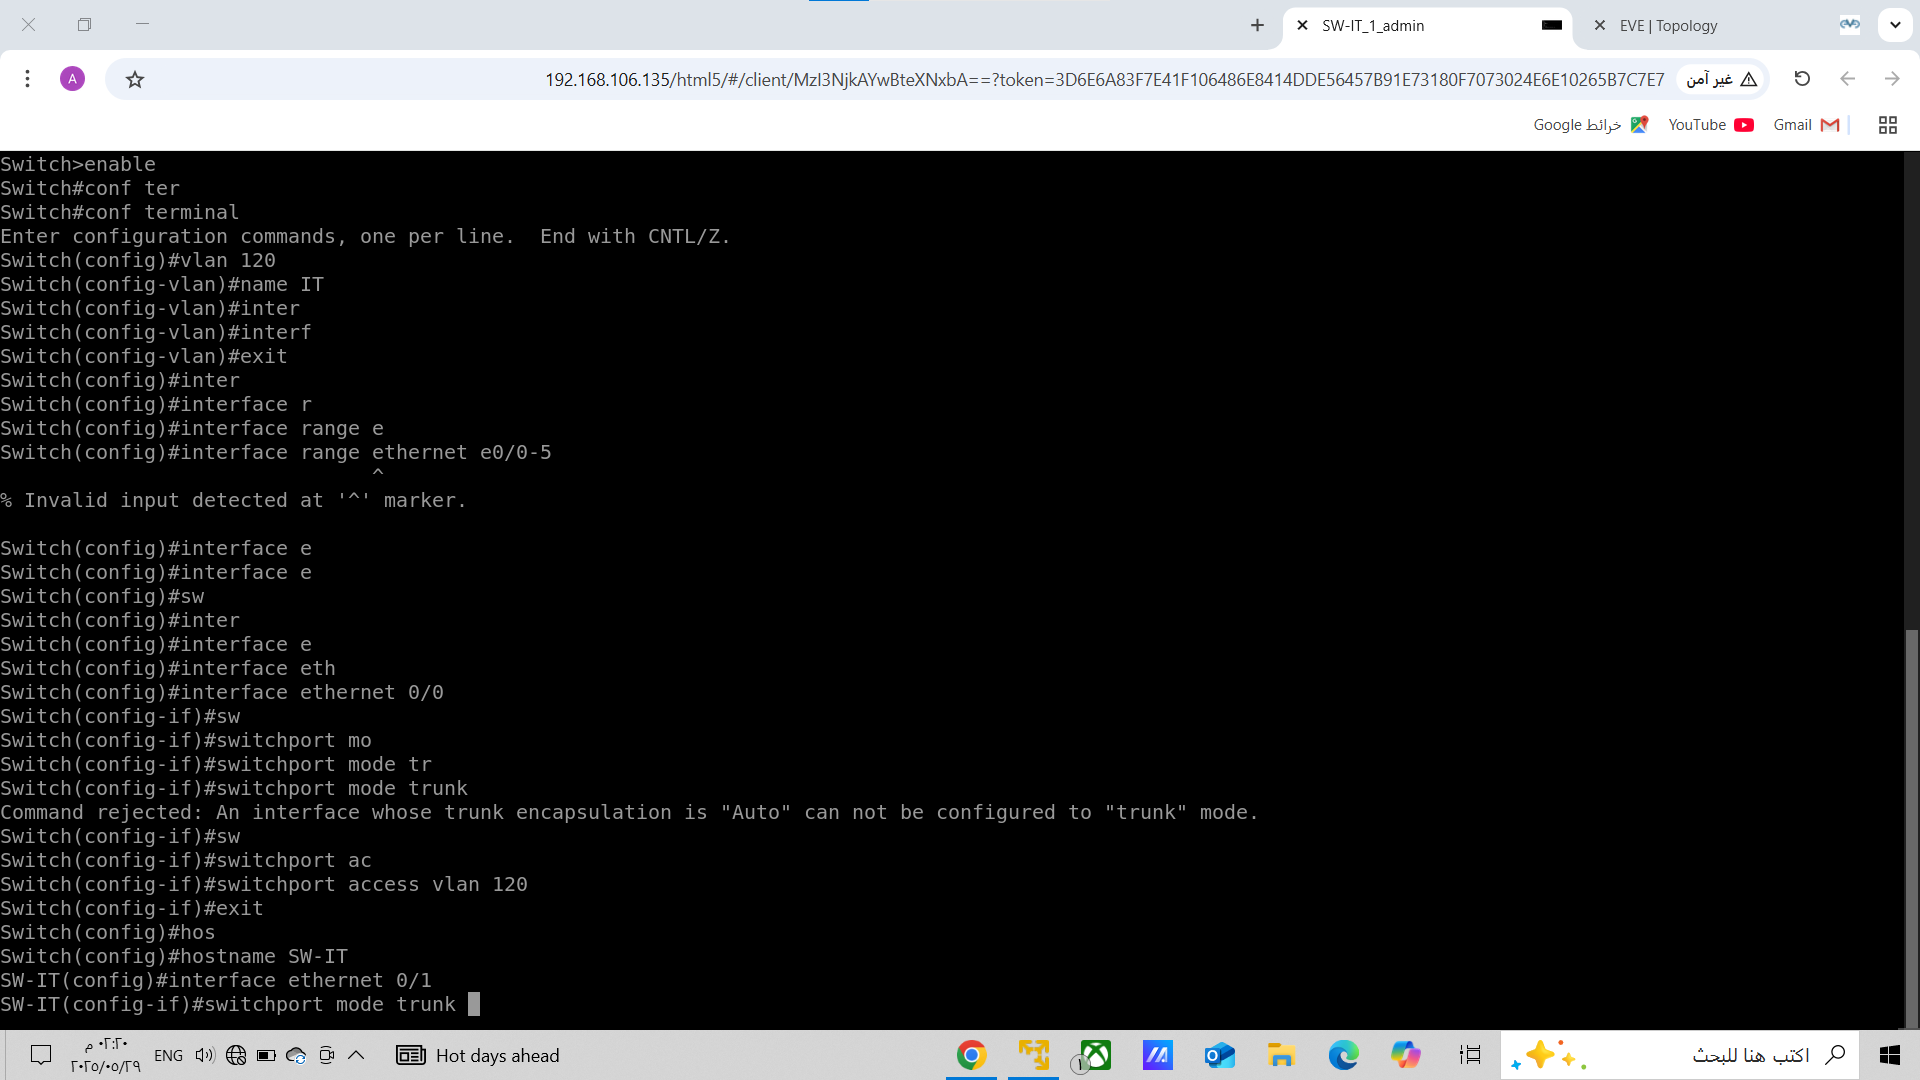 SW-IT_1_admin
EVE | Topology
A
192.168.106.135/html5/#/client/MzI3NjkAYwBteXNxbA==?token=3D6E6A83F7E41F106486E8414DDE56457B91E73180F7073024E6E10265B7C7E7
غير آمن
خرائط Google
YouTube
Gmail
Switch>enable
Switch#conf ter
Switch#conf terminal
Enter configuration commands, one per line.  End with CNTL/Z.
Switch(config)#vlan 120
Switch(config-vlan)#name IT
Switch(config-vlan)#inter
Switch(config-vlan)#interf
Switch(config-vlan)#exit
Switch(config)#inter
Switch(config)#interface r
Switch(config)#interface range e
Switch(config)#interface range ethernet e0/0-5
^
% Invalid input detected at '^' marker.
Switch(config)#interface e
Switch(config)#interface e
Switch(config)#sw
Switch(config)#inter
Switch(config)#interface e
Switch(config)#interface eth
Switch(config)#interface ethernet 0/0
Switch(config-if)#sw
Switch(config-if)#switchport mo
Switch(config-if)#switchport mode tr
Switch(config-if)#switchport mode trunk
Command rejected: An interface whose trunk encapsulation is "Auto" can not be configured to "trunk" mode.
Switch(config-if)#sw
Switch(config-if)#switchport ac
Switch(config-if)#switchport access vlan 120
Switch(config-if)#exit
Switch(config)#hos
Switch(config)#hostname SW-IT
SW-IT(config)#interface ethernet 0/1
SW-IT(config-if)#switchport mode trunk
٠٢:٢٠ م
٢٠٢٥/٠٥/٢٩
ENG
Hot days ahead
١
اكتب هنا للبحث